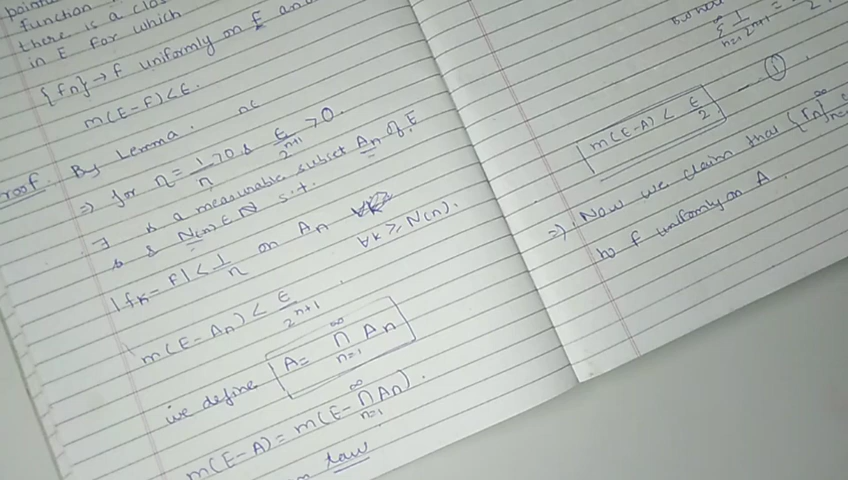 function
there is a clo
in E for which
{fn} → f uniformly on E an
m(E-F) < ε.
roof. By Lemma.
⇒ for η = 1/n > 0 & ε/2^{n+1} > 0.
∃ a measurable subset An of E
& N(n) ∈ N s.t.
|fk - f| < 1/n on An ∀k ≥ N(n).
m(E-An) < ε/2^{n+1}.
we define A = ∞ ∩ n=1 An
m(E-A) = m(E - ∞ ∩ n=1 An).
law
Σ n=1 1/2^{n+1} =
m(E-A) < ε/2 — ①
⇒) Now we claim that {fn}
to f uniformly on A.